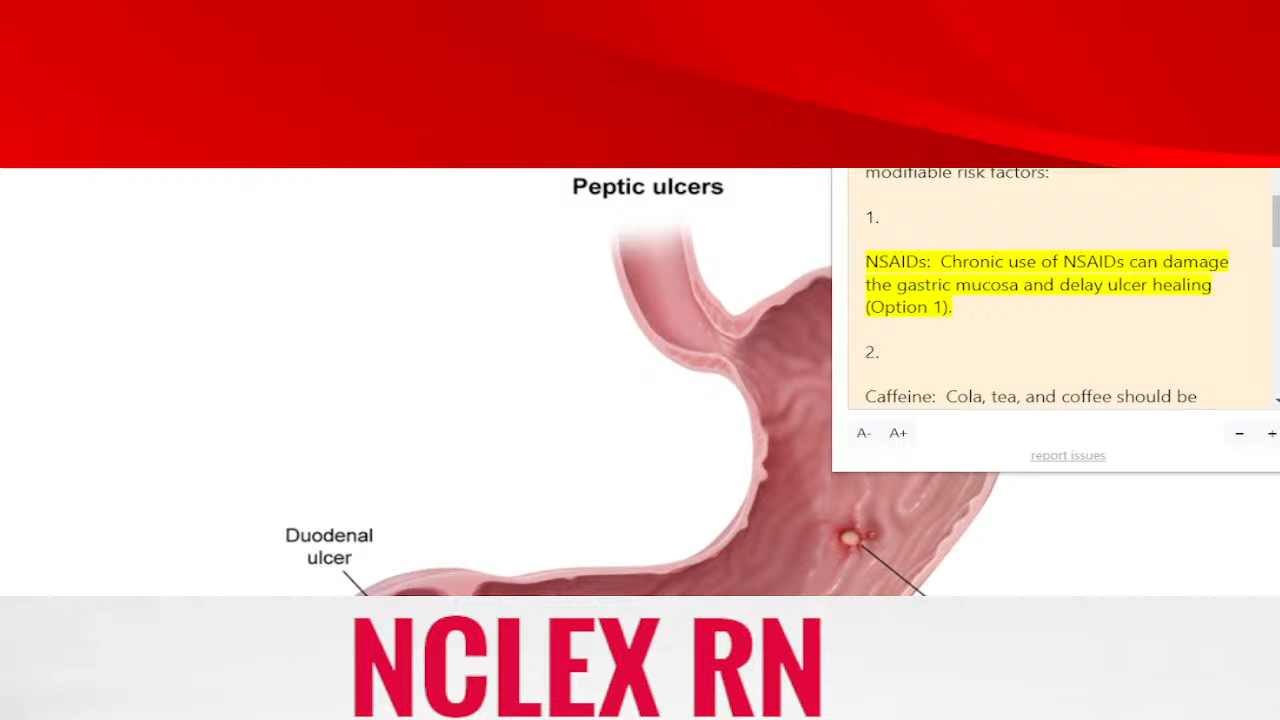 Peptic ulcers
modifiable risk factors:
1.
NSAIDs:  Chronic use of NSAIDs can damage
the gastric mucosa and delay ulcer healing
(Option 1).
2.
Caffeine:  Cola, tea, and coffee should be
A- A+ − +
report issues
Duodenal
ulcer
NCLEX RN